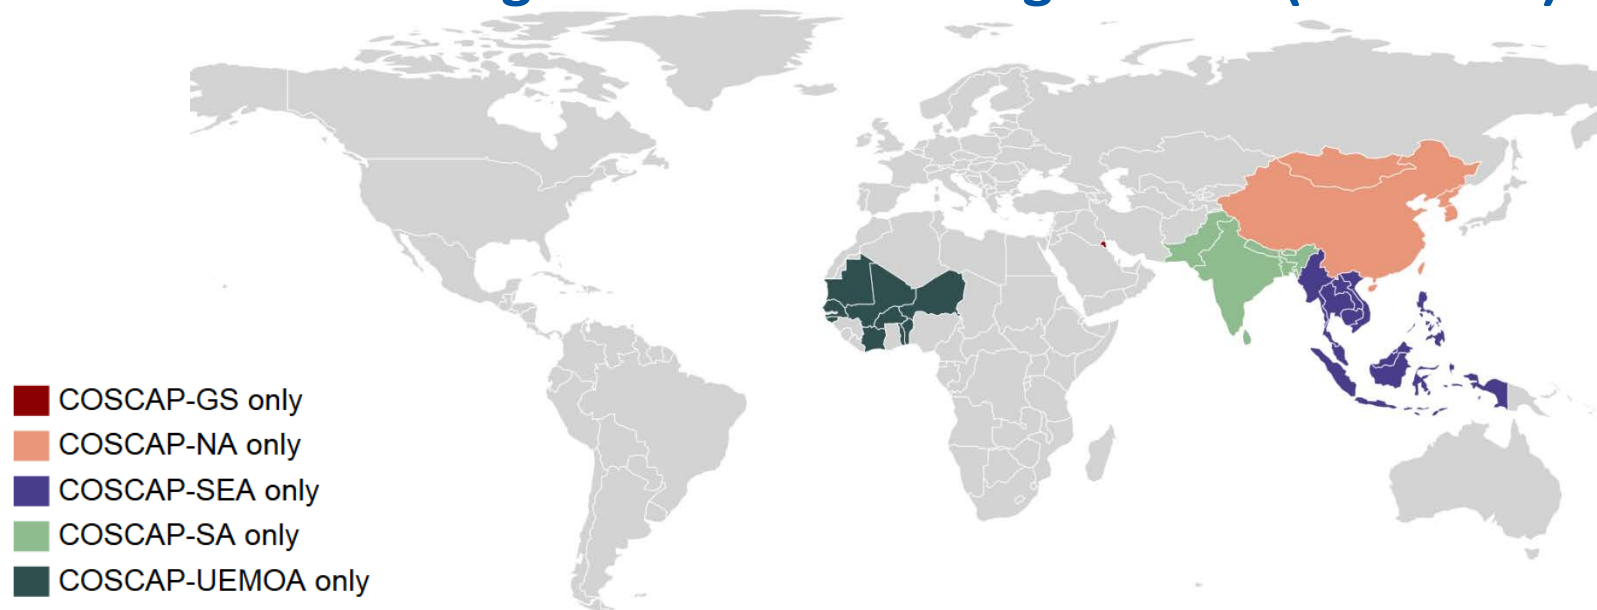 COSCAP-GS only
COSCAP-NA only
COSCAP-SEA only
COSCAP-SA only
COSCAP-UEMOA only